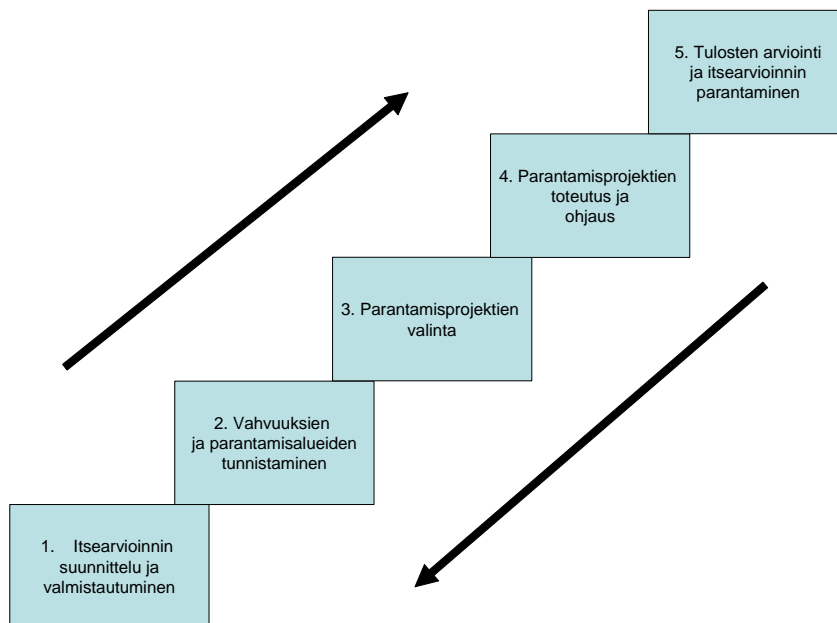 5. Tulosten arviointi
ja itsearvioinnin
parantaminen
4. Parantamisprojektien
toteutus ja
ohjaus
3. Parantamisprojektien
valinta
2. Vahvuuksien
ja parantamisalueiden
tunnistaminen
1. Itsearvioinnin
suunnittelu ja
valmistautuminen